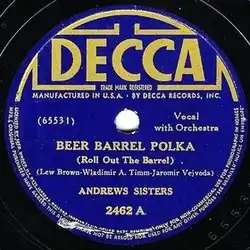 DECCA
TRADE MARK REGISTERED
MANUFACTURED IN U.S.A. · BY DECCA RECORDS, INC.
(65531)
Vocal
with Orchestra
BEER BARREL POLKA
(Roll Out The Barrel)
(Lew Brown-Wladimir A. Timm-Jaromir Vejvoda)
ANDREWS SISTERS
2462 A